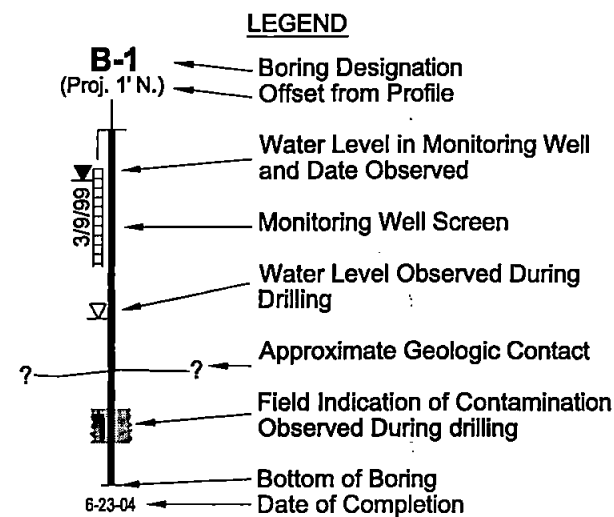 LEGEND
B-1
(Proj. 1' N.)
Boring Designation
Offset from Profile
Water Level in Monitoring Well
and Date Observed
3/9/99
Monitoring Well Screen
Water Level Observed During
Drilling
? ?
Approximate Geologic Contact
Field Indication of Contamination
Observed During drilling
Bottom of Boring
6-23-04
Date of Completion